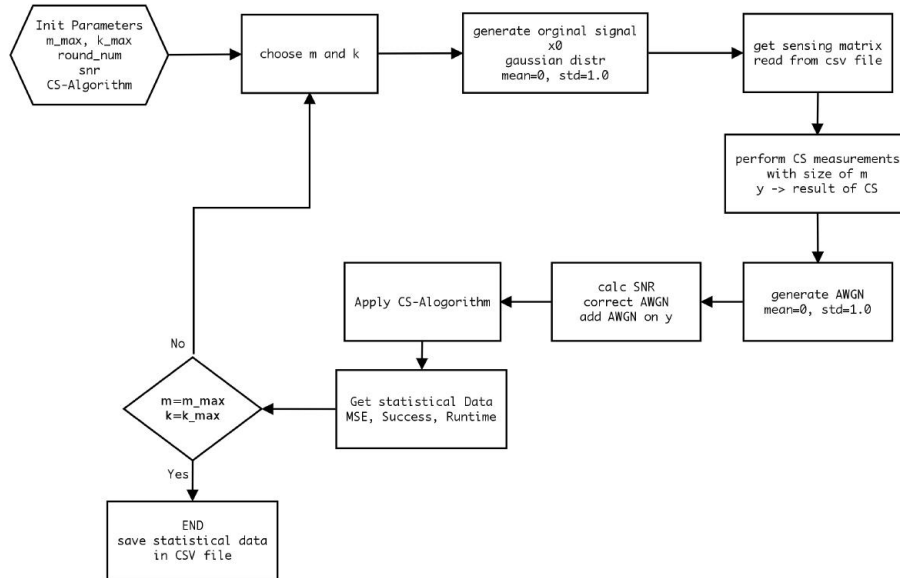 Init Parameters
m_max, k_max
round_num
snr
CS-Algorithm
choose m and k
generate orginal signal
x0
gaussian distr
mean=0, std=1.0
get sensing matrix
read from csv file
perform CS measurements
with size of m
y -> result of CS
generate AWGN
mean=0, std=1.0
calc SNR
correct AWGN
add AWGN on y
Apply CS-Alogorithm
Get statistical Data
MSE, Success, Runtime
m=m_max
k=k_max
No
Yes
END
save statistical data
in CSV file